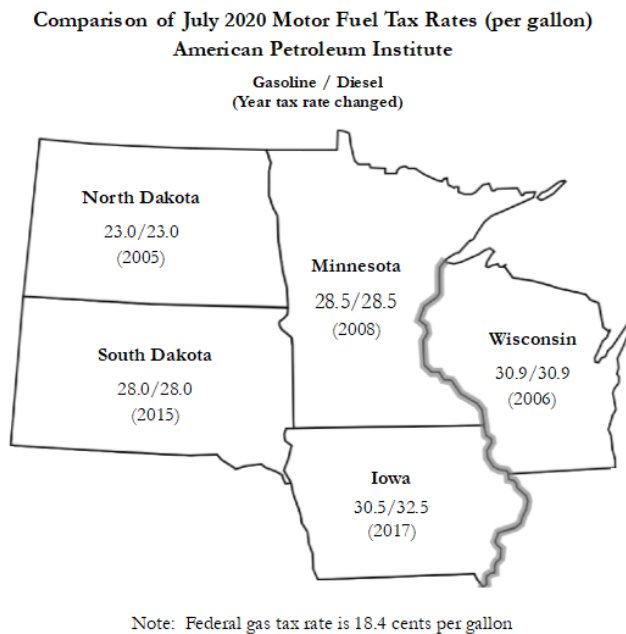 Comparison of July 2020 Motor Fuel Tax Rates (per gallon)
American Petroleum Institute
Gasoline / Diesel
(Year tax rate changed)
North Dakota
23.0/23.0
(2005)
Minnesota
28.5/28.5
(2008)
South Dakota
28.0/28.0
(2015)
Wisconsin
30.9/30.9
(2006)
Iowa
30.5/32.5
(2017)
Note: Federal gas tax rate is 18.4 cents per gallon